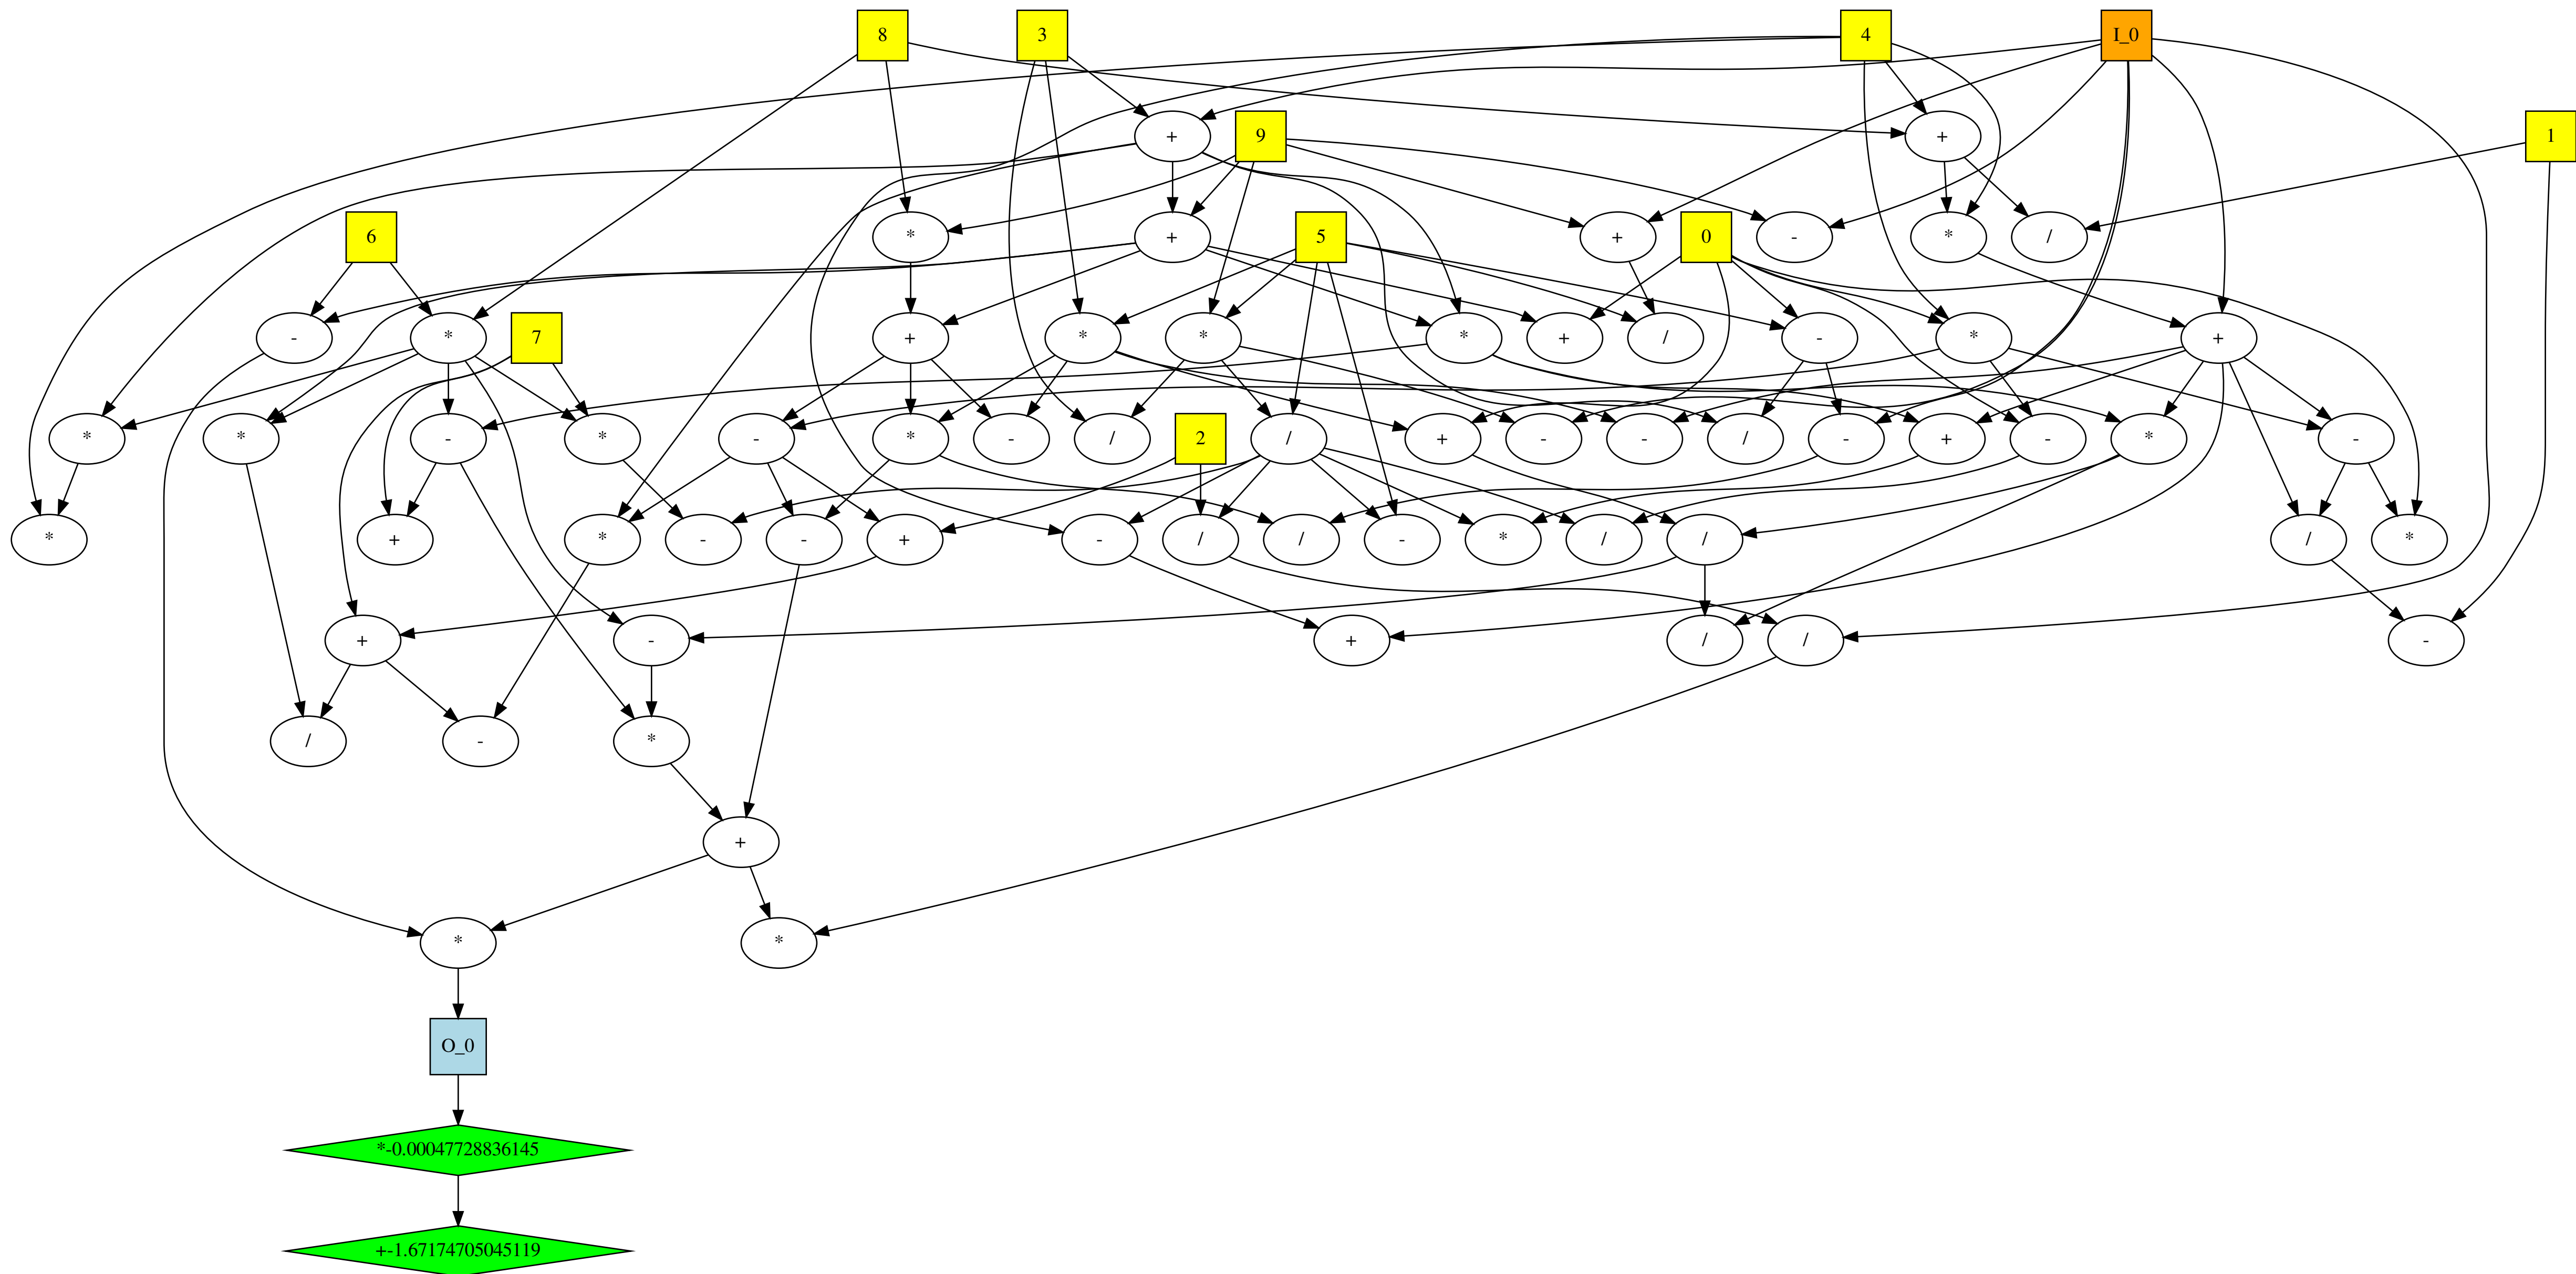 8 3 4 I_0
+ 9 + 1
6 * + 5 + 0 - * /
- * 7 + * * * + / - * +
* * - * - * - / 2 / + - - / - + - * -
* + * - - + - / / - * / / / *
+ - + / / -
/ - *
+
* *
O_0
*-0.00047728836145
+-1.67174705045119